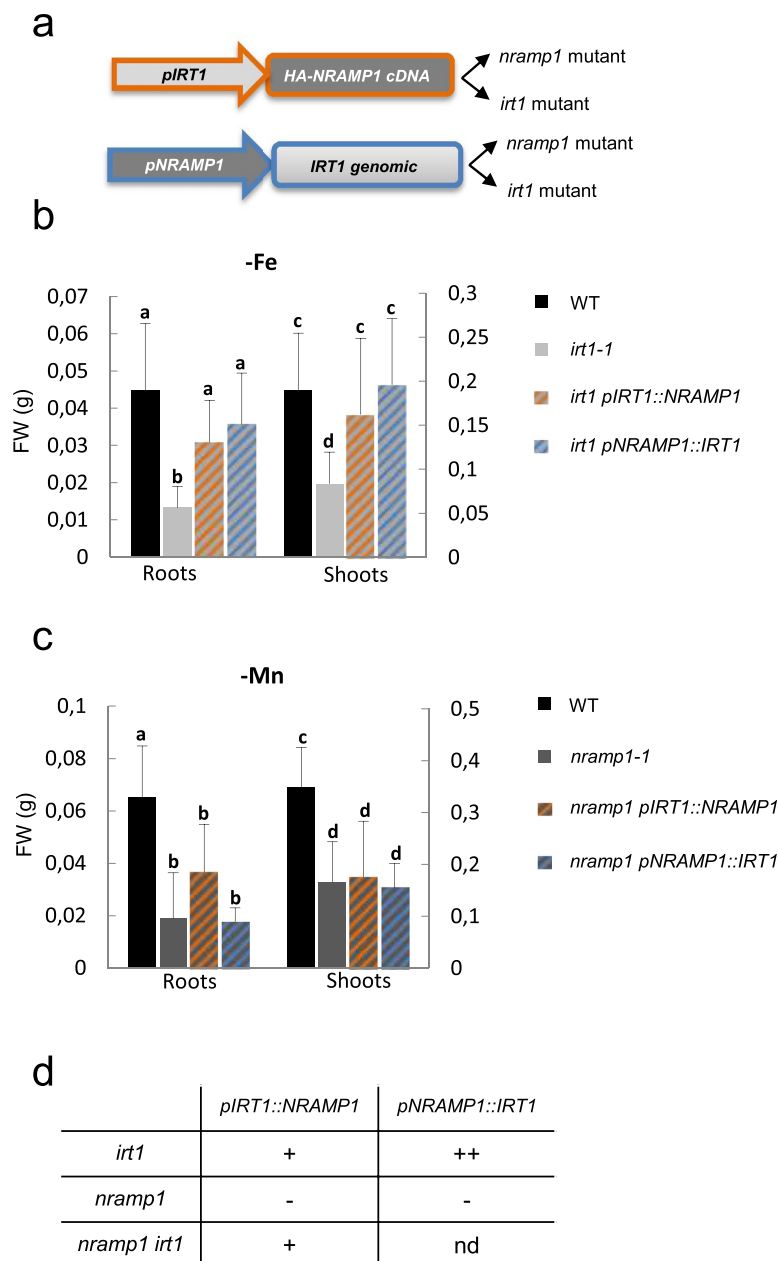 a
pIRT1
HA-NRAMP1 cDNA
nramp1 mutant
irt1 mutant
pNRAMP1
IRT1 genomic
nramp1 mutant
irt1 mutant
b
-Fe
0,07
0,06
0,05
0,04
0,03
0,02
0,01
0
FW (g)
a
b
a
a
c
d
c
c
0,3
0,25
0,2
0,15
0,1
0,05
0
Roots
Shoots
WT
irt1-1
irt1 pIRT1::NRAMP1
irt1 pNRAMP1::IRT1
c
-Mn
0,1
0,08
0,06
0,04
0,02
0
FW (g)
a
b
b
b
c
d
d
d
0,5
0,4
0,3
0,2
0,1
0
Roots
Shoots
WT
nramp1-1
nramp1 pIRT1::NRAMP1
nramp1 pNRAMP1::IRT1
d
pIRT1::NRAMP1 pNRAMP1::IRT1
irt1 + ++
nramp1 - -
nramp1 irt1 + nd